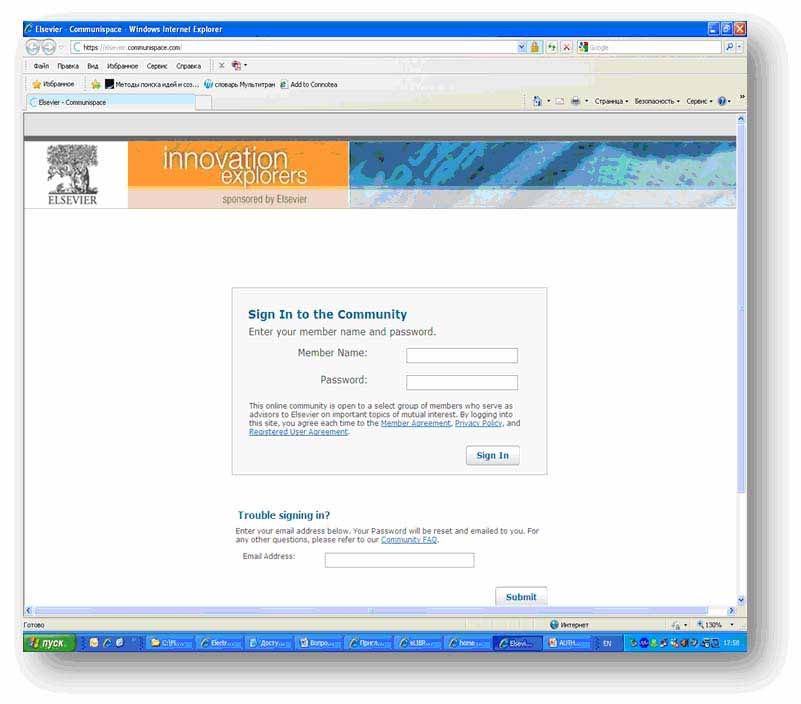 Elsevier - Communispace - Windows Internet Explorer
https://elsevier.communispace.com/
Google
Файл Правка Вид Избранное Сервис Справка
Избранное Методы поиска идей и соз... словарь Мультитран Add to Connotea
Elsevier - Communispace Страница Безопасность Сервис
ELSEVIER
innovation
explorers
sponsored by Elsevier
Sign In to the Community
Enter your member name and password.
Member Name:
Password:
This online community is open to a select group of members who serve as
advisors to Elsevier on important topics of mutual interest. By logging into
this site, you agree each time to the Member Agreement, Privacy Policy, and
Registered User Agreement.
Sign In
Trouble signing in?
Enter your email address below. Your Password will be reset and emailed to you. For
any other questions, please refer to our Community FAQ.
Email Address:
Submit
Готово Интернет 130%
пуск C:\Pl... Electr... Досту... Вопро... Пригл... home ... Elsevi... AUTH... EN 17:58